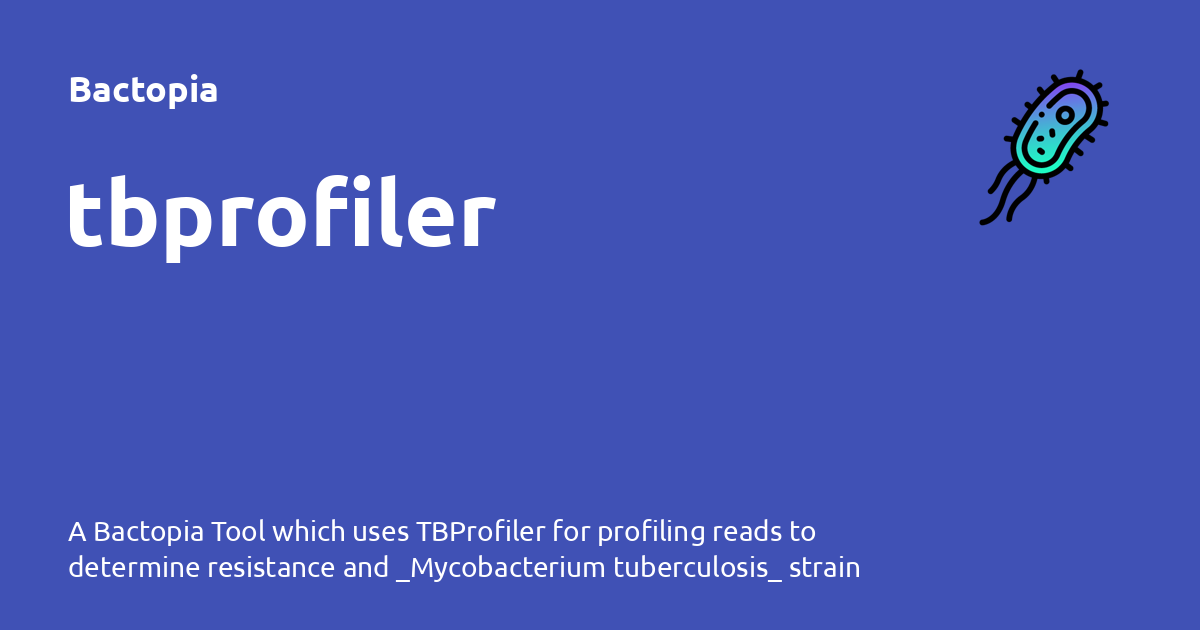 Bactopia
tbprofiler
A Bactopia Tool which uses TBProfiler for profiling reads to
determine resistance and _Mycobacterium tuberculosis_ strain